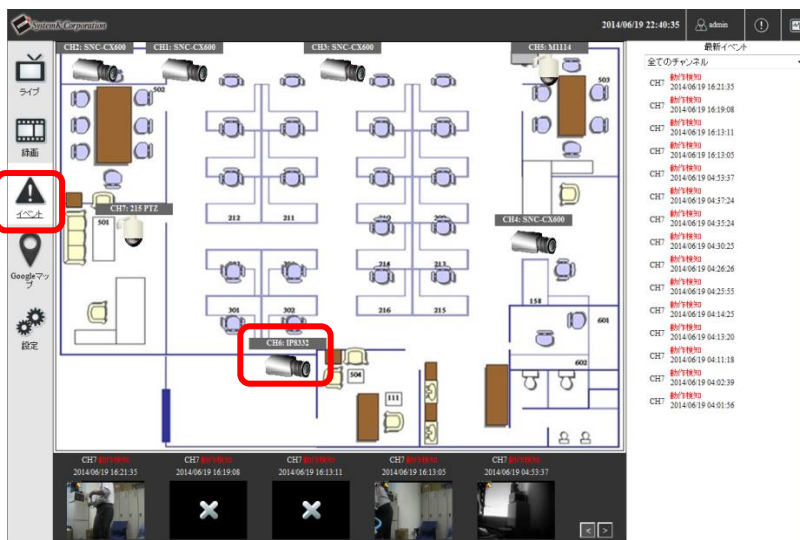 SystemK Corporation
2014/06/19 22:40:35
admin
ライブ
録画
イベント
Googleマッ
プ
設定
CH2: SNC-CX600
CH1: SNC-CX600
CH3: SNC-CX600
CH5: M1114
502
503
CH7: 215 PTZ
501
212
211
CH4: SNC-CX600
214
213
301
302
216
215
158
601
602
CH6: IP8332
504
111
最新イベント
全てのチャンネル
CH7 動作検知
2014/06/19 16:21:35
CH7 動作検知
2014/06/19 16:19:08
CH7 動作検知
2014/06/19 16:13:11
CH7 動作検知
2014/06/19 16:13:05
CH7 動作検知
2014/06/19 04:53:37
CH7 動作検知
2014/06/19 04:37:24
CH7 動作検知
2014/06/19 04:35:24
CH7 動作検知
2014/06/19 04:30:25
CH7 動作検知
2014/06/19 04:26:26
CH7 動作検知
2014/06/19 04:25:55
CH7 動作検知
2014/06/19 04:14:25
CH7 動作検知
2014/06/19 04:13:20
CH7 動作検知
2014/06/19 04:11:18
CH7 動作検知
2014/06/19 04:02:39
CH7 動作検知
2014/06/19 04:01:56
CH7 動作検知
2014/06/19 16:21:35
CH7 動作検知
2014/06/19 16:19:08
CH7 動作検知
2014/06/19 16:13:11
CH7 動作検知
2014/06/19 16:13:05
CH7 動作検知
2014/06/19 04:53:37
< >